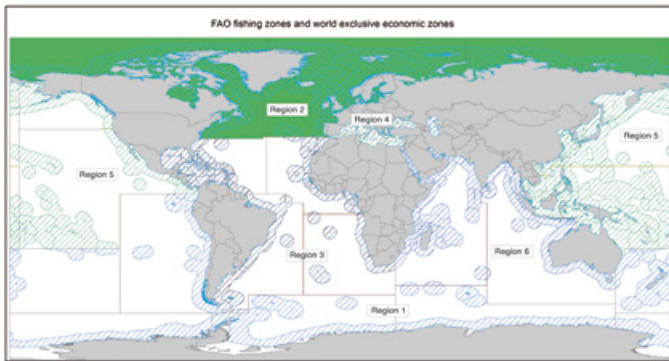 FAO fishing zones and world exclusive economic zones
Region 2
Region 4
Region 5
Region 5
Region 3
Region 6
Region 1